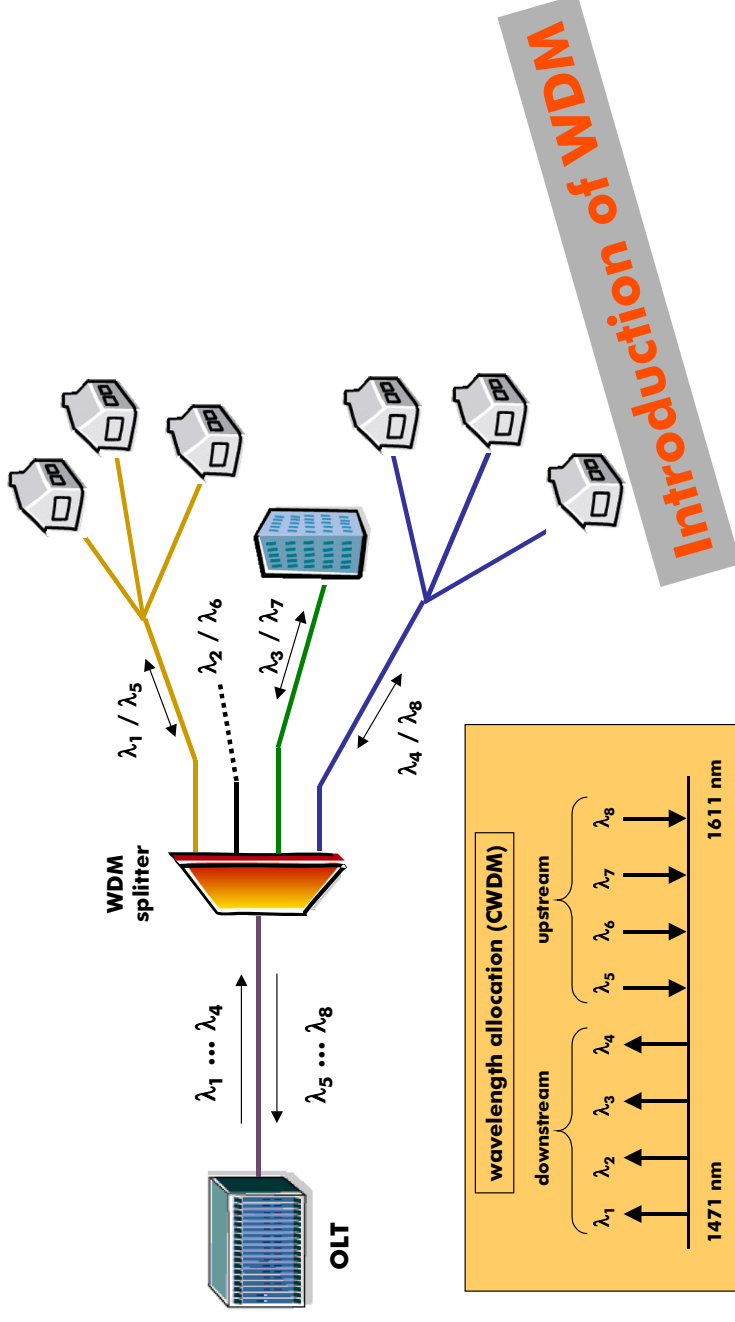 Introduction of WDM
λ1 / λ5
λ2 / λ6
WDM
splitter
λ1 ... λ4
λ5 ... λ8
λ3 / λ7
OLT
λ4 / λ8
wavelength allocation (CWDM)
downstream upstream
λ1 λ2 λ3 λ4 λ5 λ6 λ7 λ8
1471 nm 1611 nm